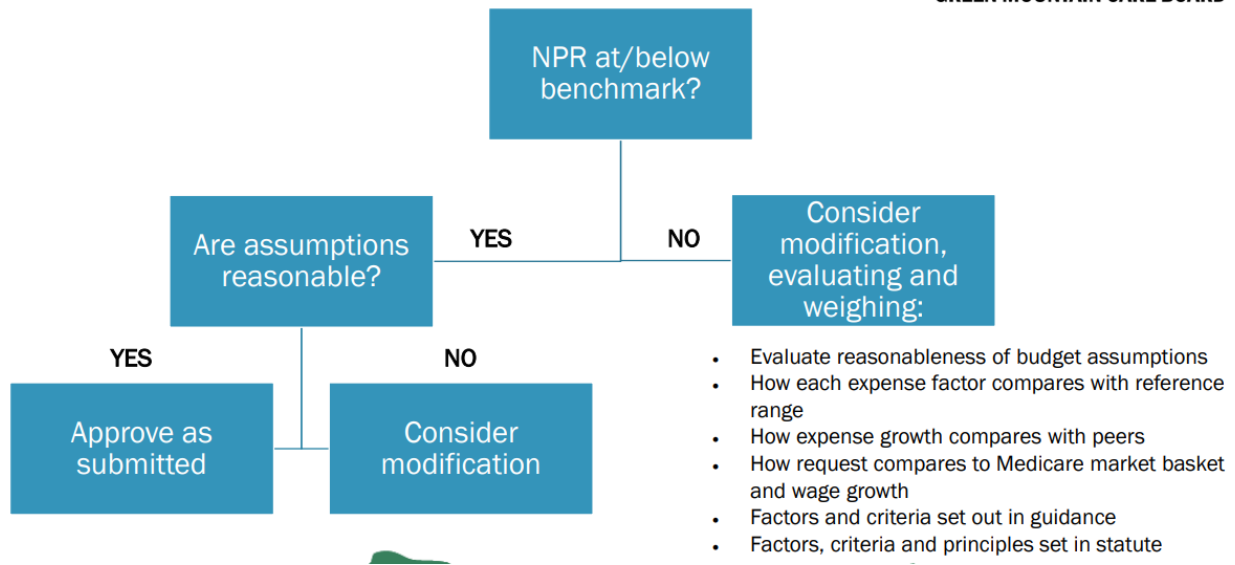 NPR at/below
benchmark?
Are assumptions
reasonable?
YES
NO
Consider
modification,
evaluating and
weighing:
YES
NO
Approve as
submitted
Consider
modification
• Evaluate reasonableness of budget assumptions
• How each expense factor compares with reference
range
• How expense growth compares with peers
• How request compares to Medicare market basket
and wage growth
• Factors and criteria set out in guidance
• Factors, criteria and principles set in statute